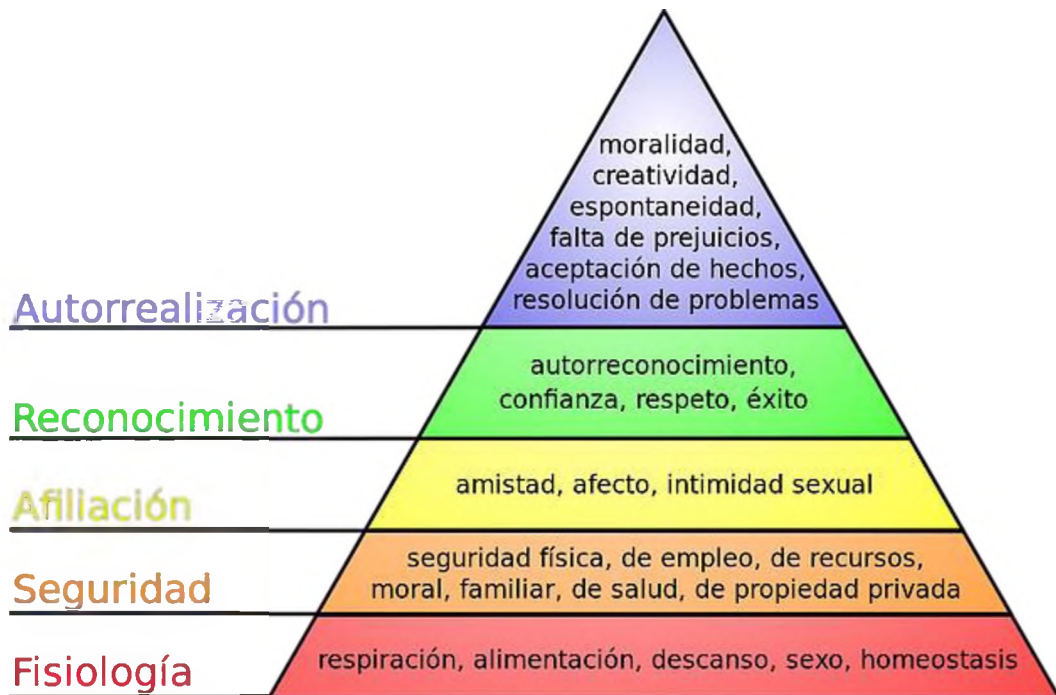 moralidad,
creatividad,
espontaneidad,
falta de prejuicios,
aceptación de hechos,
resolución de problemas
Autorrealización
autorreconocimiento,
confianza, respeto, éxito
Reconocimiento
amistad, afecto, intimidad sexual
Afiliación
seguridad física, de empleo, de recursos,
moral, familiar, de salud, de propiedad privada
Seguridad
respiración, alimentación, descanso, sexo, homeostasis
Fisiología